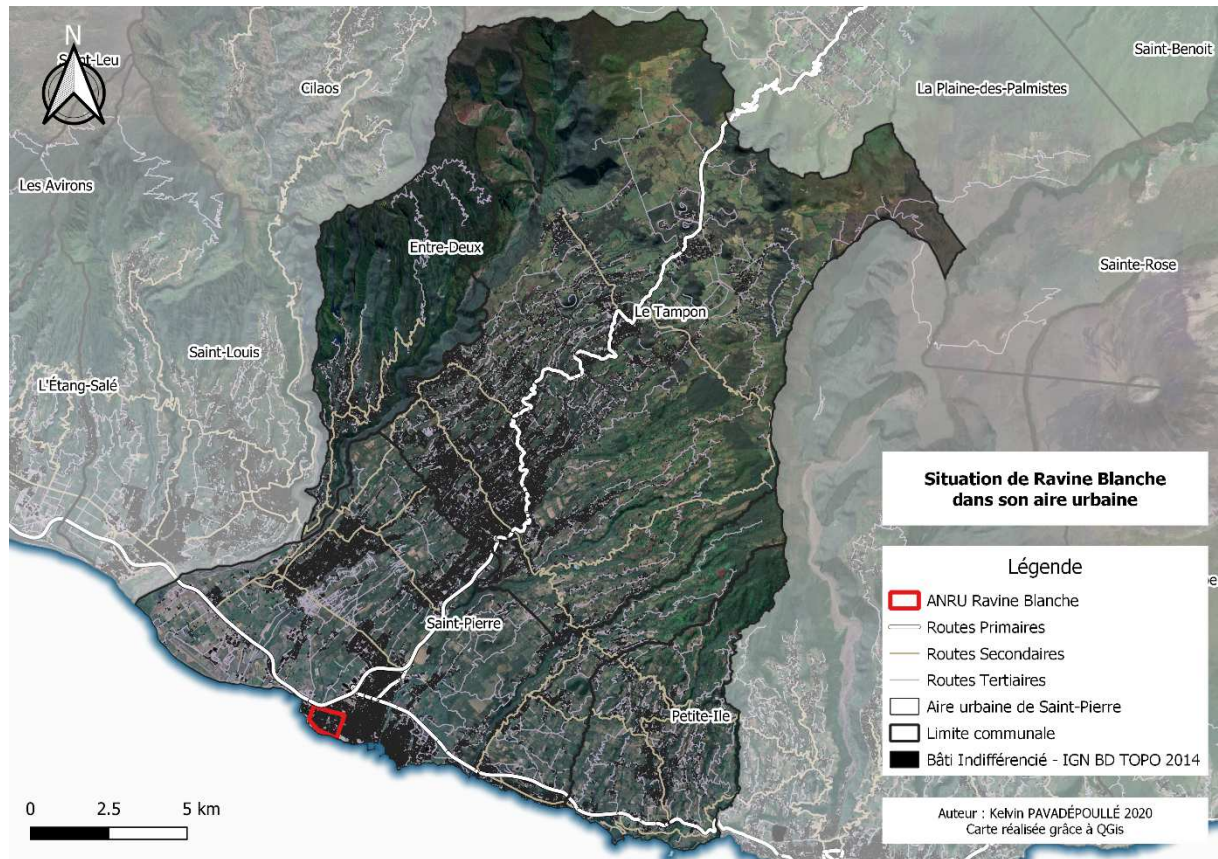 N
Saint-Leu
Cilaos
Saint-Benoit
La Plaine-des-Palmistes
Les Avirons
Entre-Deux
Sainte-Rose
Le Tampon
Saint-Louis
L'Étang-Salé
Saint-Pierre
Petite-Ile
Situation de Ravine Blanche
dans son aire urbaine
Légende
ANRU Ravine Blanche
Routes Primaires
Routes Secondaires
Routes Tertiaires
Aire urbaine de Saint-Pierre
Limite communale
Bâti Indifférencié - IGN BD TOPO 2014
0 2.5 5 km
Auteur : Kelvin PAVADÉPOULLÉ 2020
Carte réalisée grâce à QGis